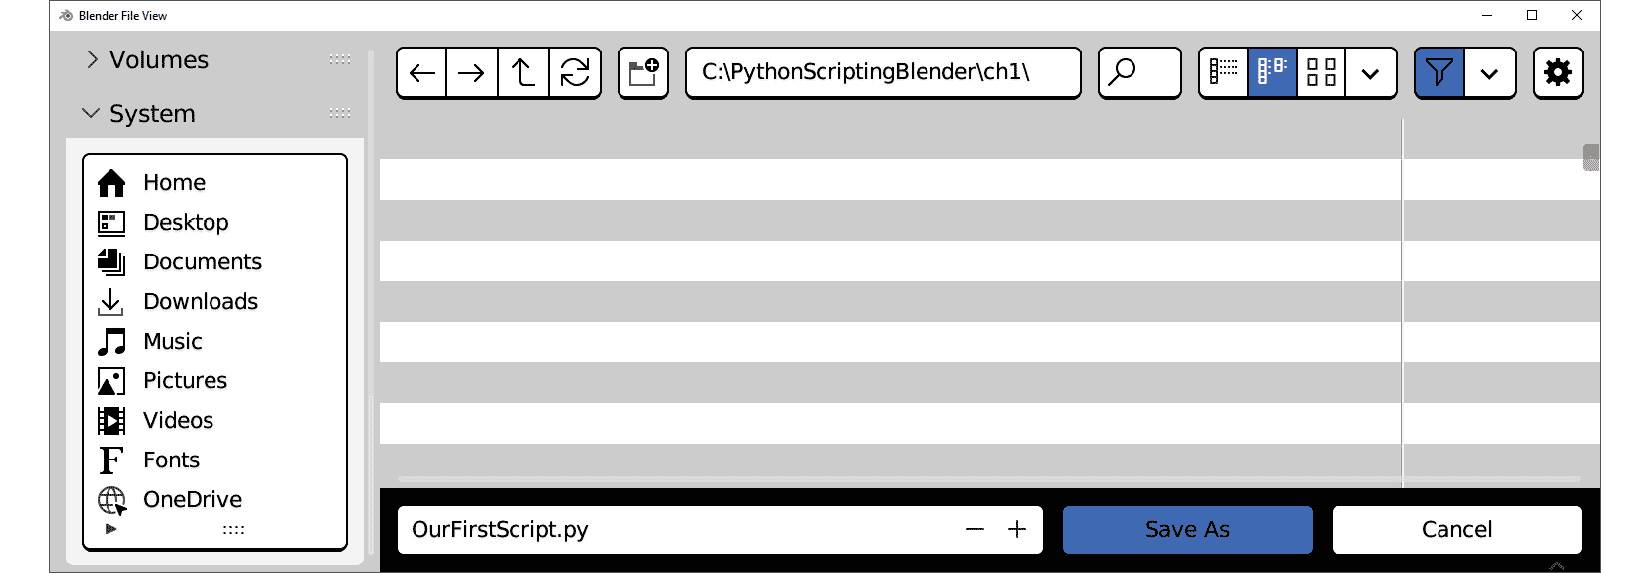 Blender File View
Volumes
System
C:\PythonScriptingBlender\ch1\
Home
Desktop
Documents
Downloads
Music
Pictures
Videos
Fonts
OneDrive
OurFirstScript.py
Save As
Cancel